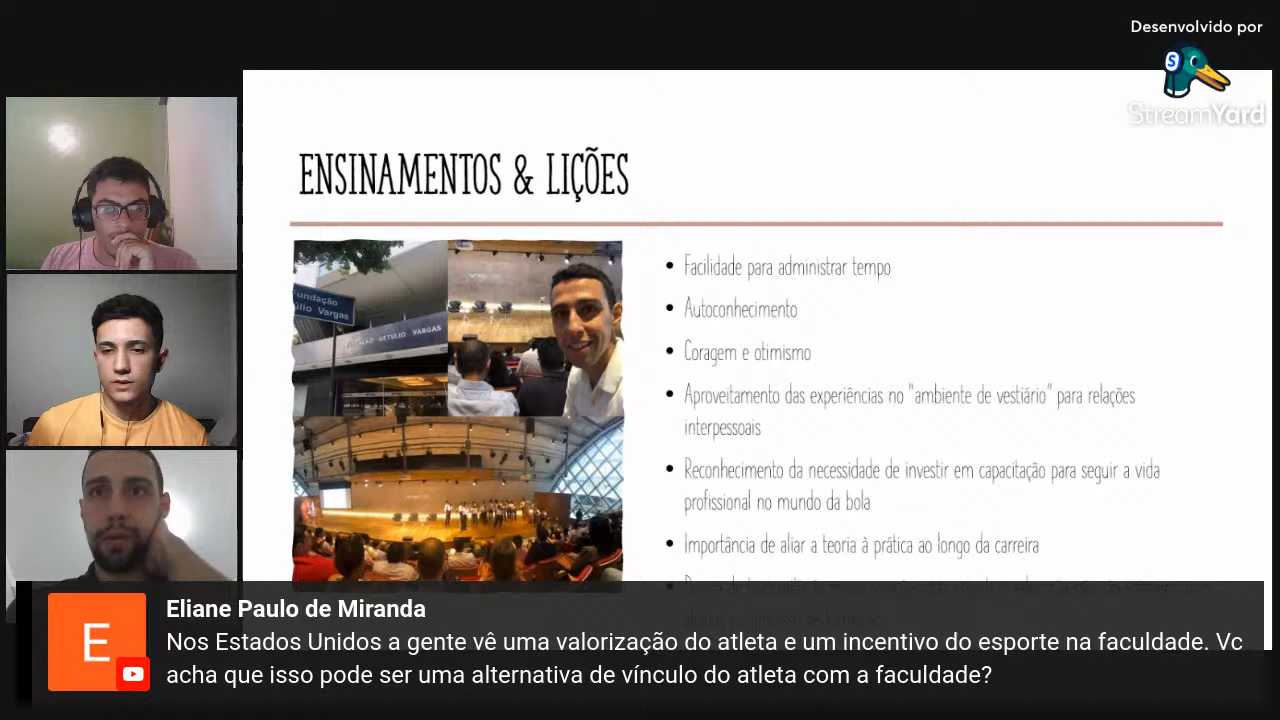 Desenvolvido por
StreamYard
ENSINAMENTOS & LIÇÕES
Fundação
Vargas
GETULIO VARGAS
• Facilidade para administrar tempo
• Autoconhecimento
• Coragem e otimismo
• Aproveitamento das experiências no "ambiente de vestiário" para relações
interpessoais
• Reconhecimento da necessidade de investir em capacitação para seguir a vida
profissional no mundo da bola
• Importância de aliar a teoria à prática ao longo da carreira
E
Eliane Paulo de Miranda
Nos Estados Unidos a gente vê uma valorização do atleta e um incentivo do esporte na faculdade. Vc
acha que isso pode ser uma alternativa de vínculo do atleta com a faculdade?